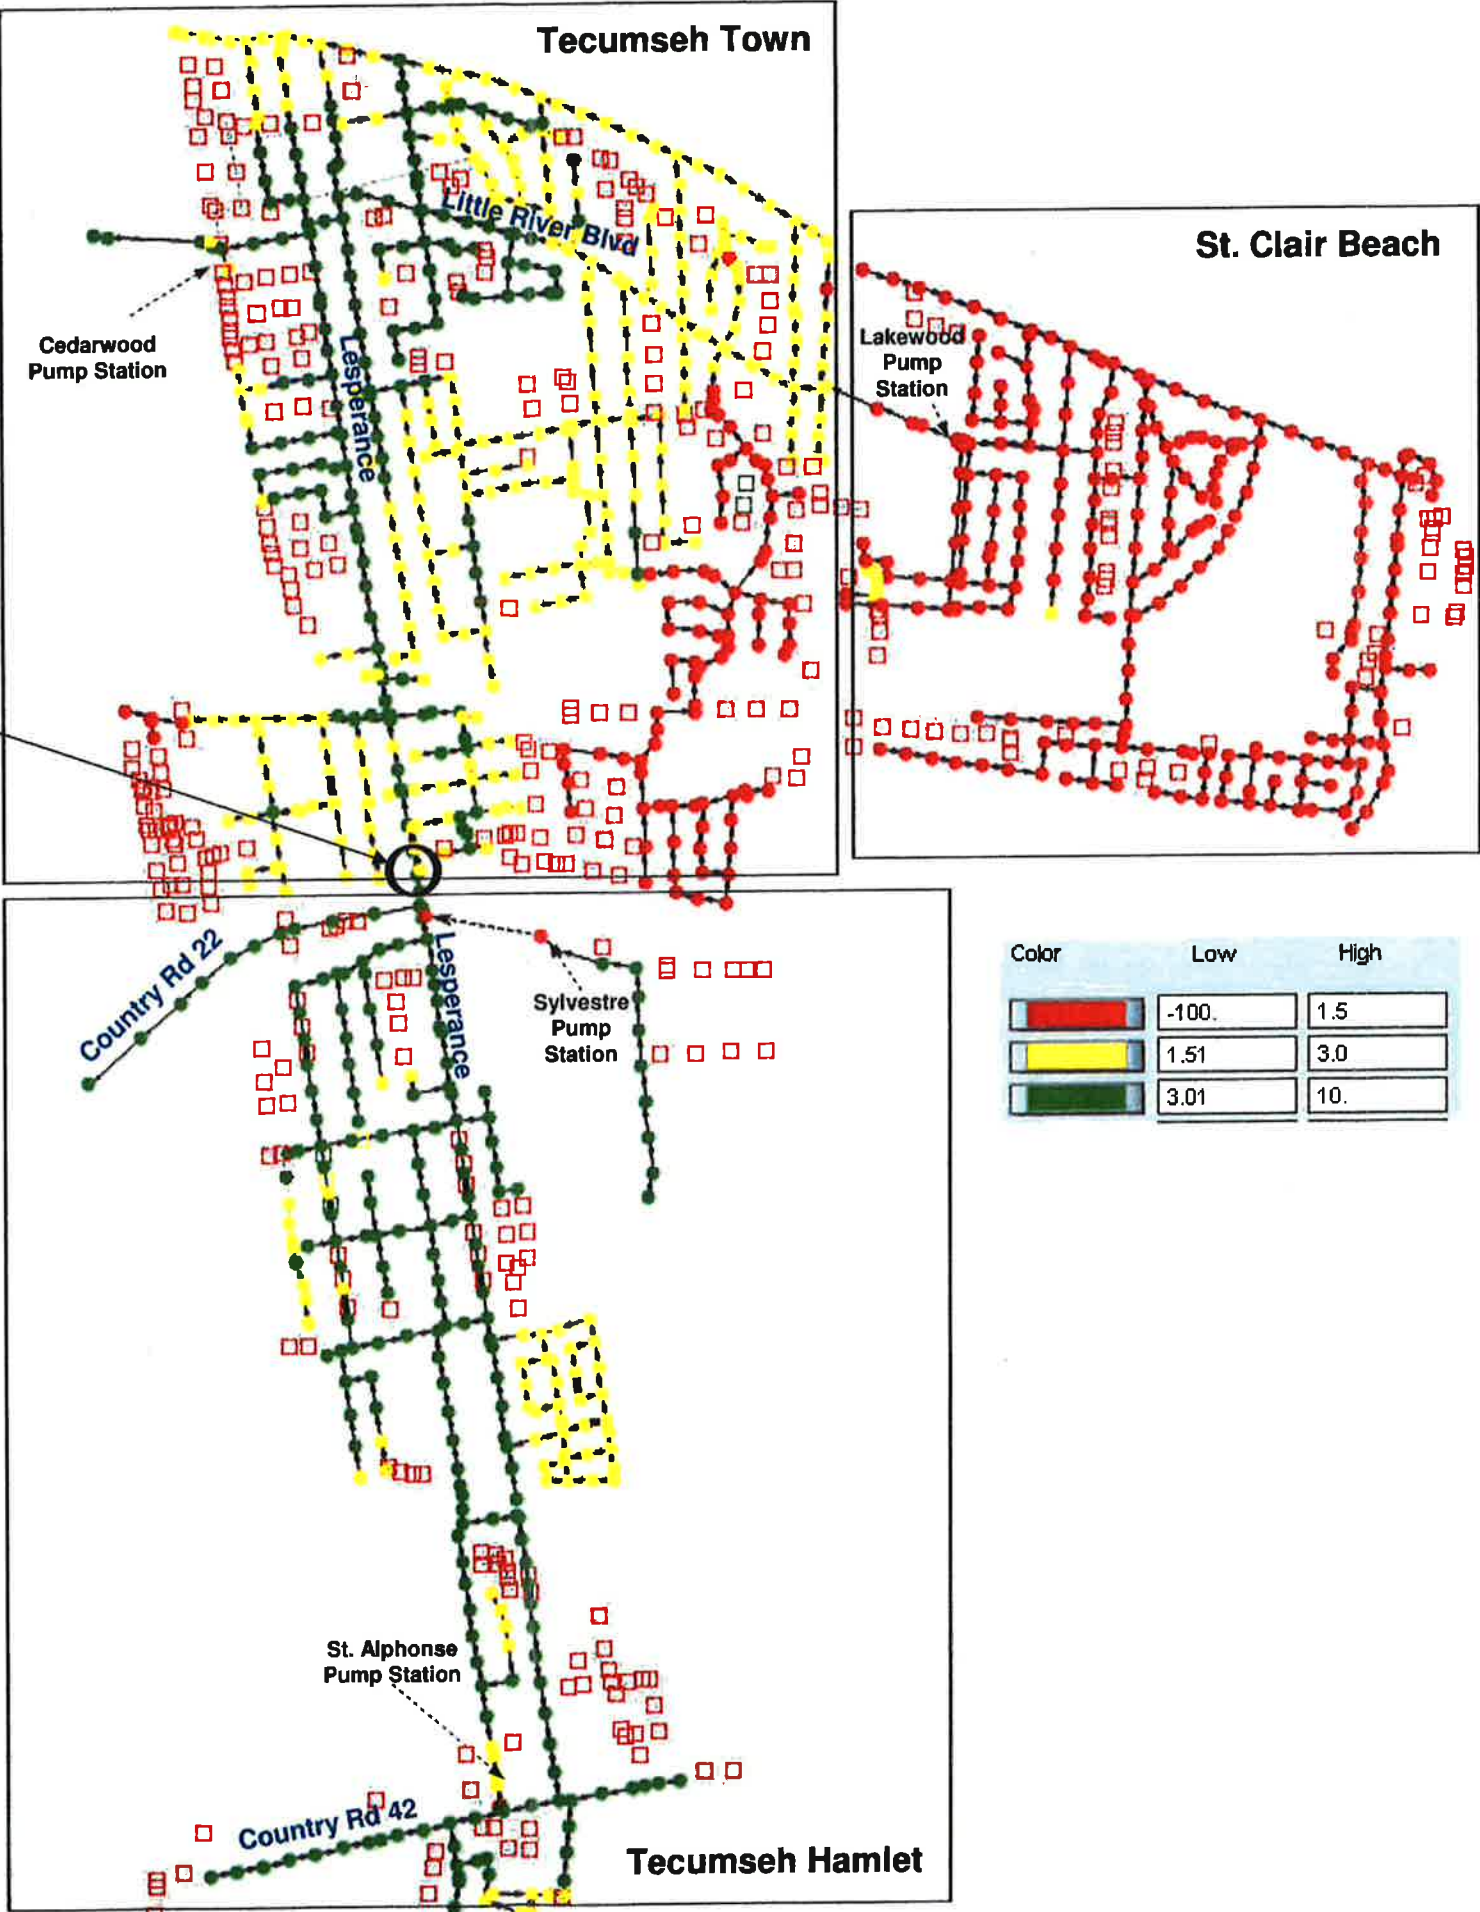 Tecumseh Town
Little River Blvd
St. Clair Beach
Cedarwood
Pump Station
Lesperance
Lakewood
Pump
Station
Country Rd 22
Lesperance
Sylvestre
Pump
Station
Color Low High
-100. 1.5
1.51 3.0
3.01 10.
St. Alphonse
Pump Station
Country Rd 42
Tecumseh Hamlet